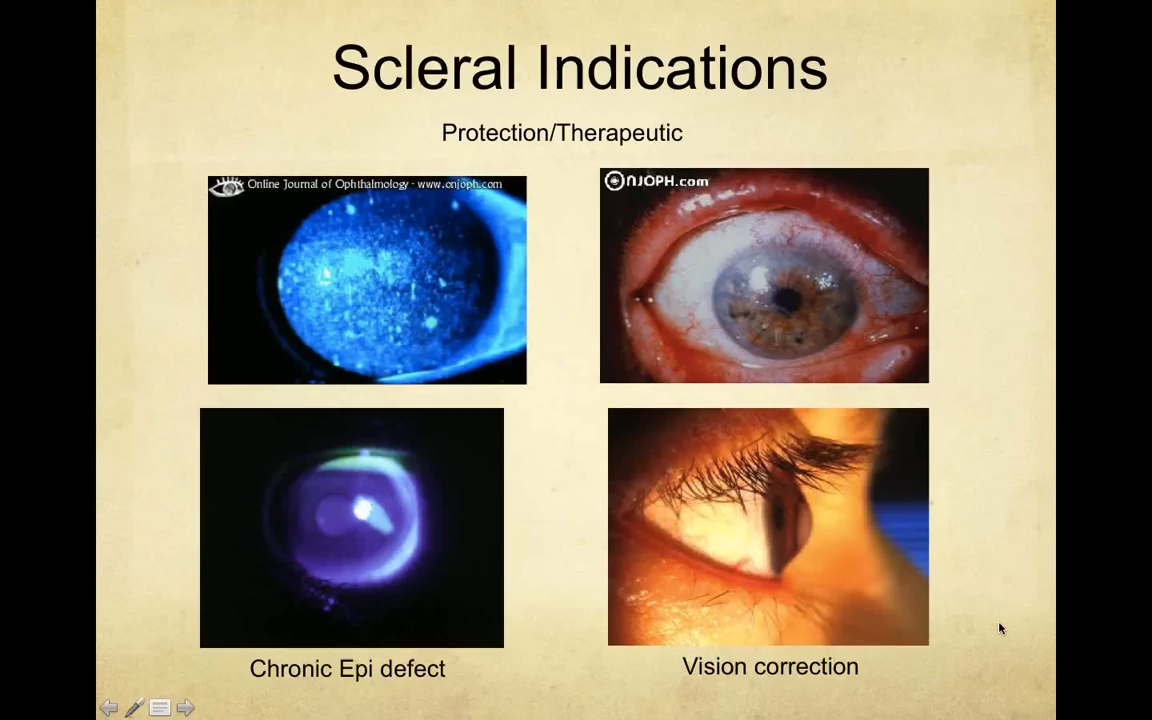 Scleral Indications
Protection/Therapeutic
Online Journal of Ophthalmology - www.onjoph.com
ONJOPH.com
Chronic Epi defect
Vision correction